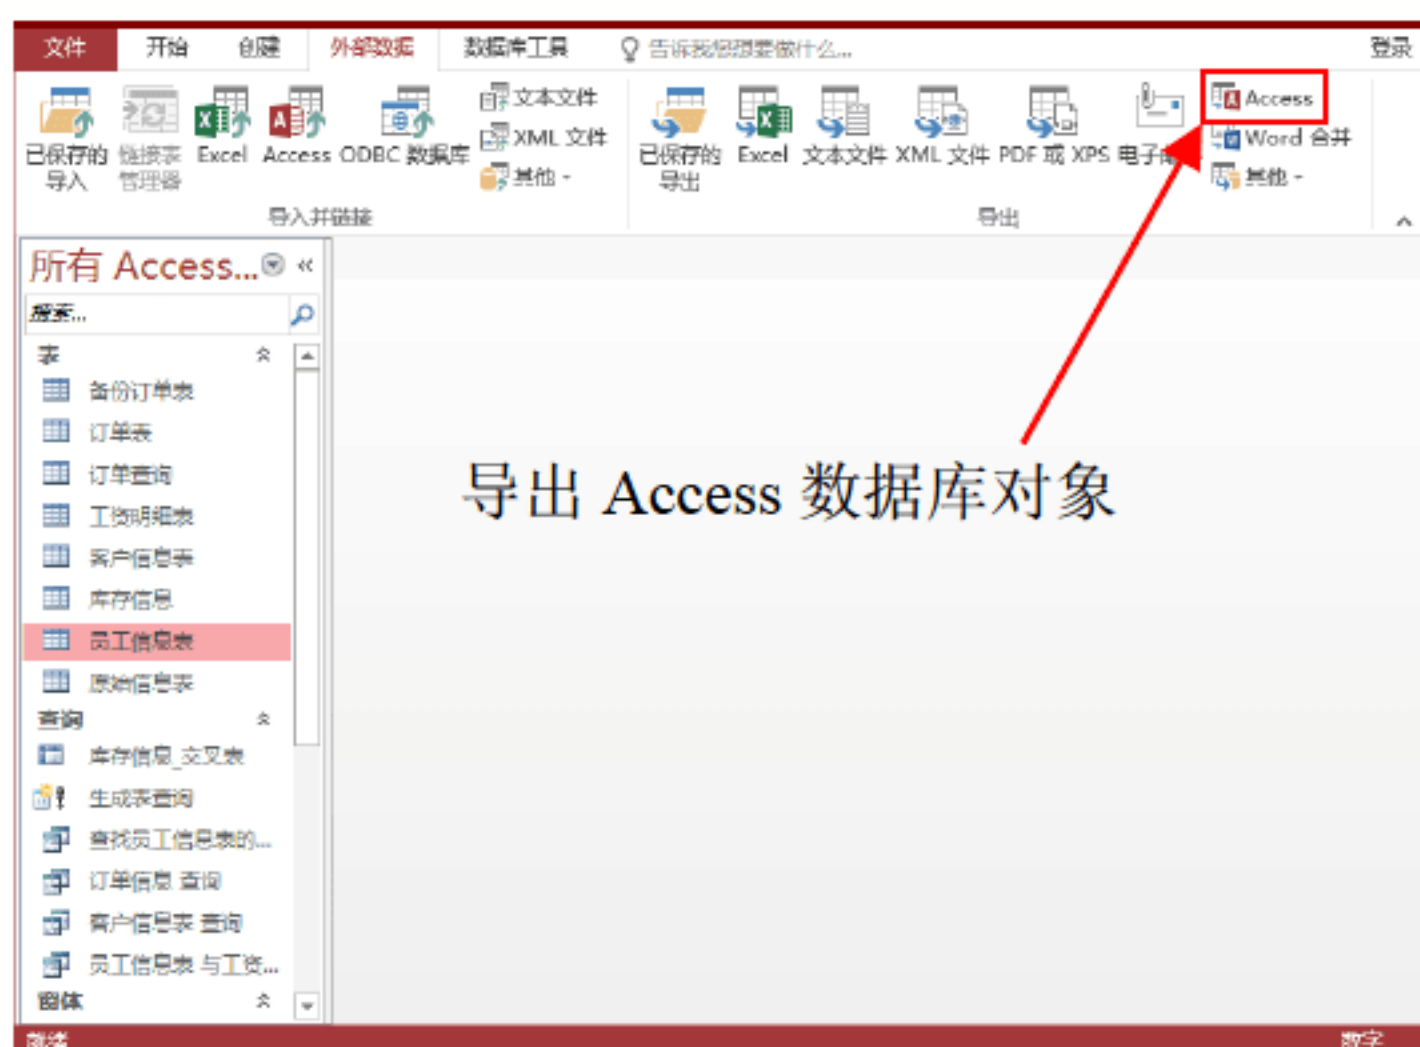 文件 开始 创建 外部数据 数据库工具 告诉我您想要做什么... 登录
已保存的导入 链接表管理器 Excel Access ODBC 数据库 文本文件 XML 文件 其他
已保存的导出 Excel 文本文件 XML 文件 PDF 或 XPS 电子 Access Word 合并 其他
导入并链接 导出
所有 Access... «
搜索...
表
备份订单表
订单表
订单查询
工资明细表
客户信息表
库存信息
员工信息表
原始信息表
查询
库存信息_交叉表
生成表查询
查找员工信息表的...
订单信息 查询
客户信息表 查询
员工信息表 与工资...
窗体
导出 Access 数据库对象
就绪 数字